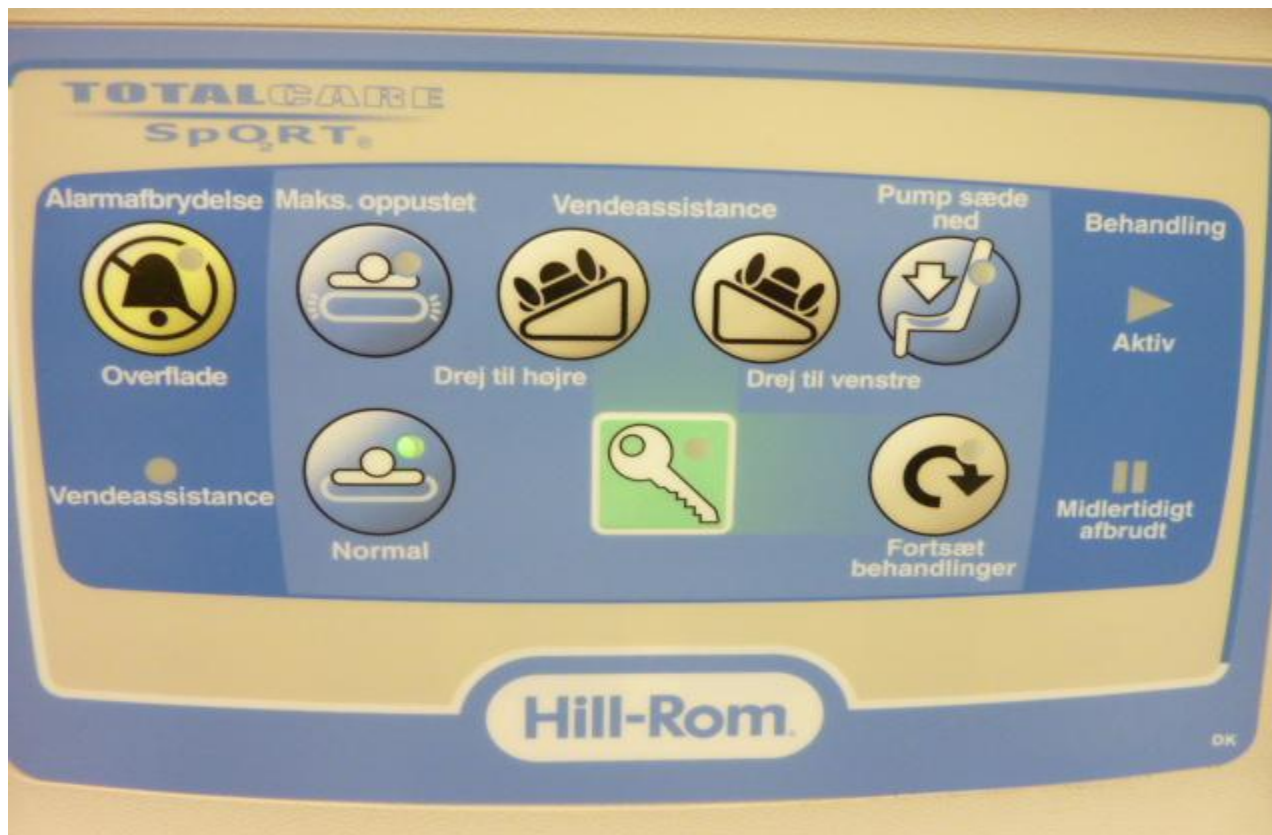 TOTALCARE
SpO₂RT®
Alarmafbrydelse
Maks. oppustet
Vendeassistance
Pump sæde
ned
Behandling
Aktiv
Overflade
Drej til højre
Drej til venstre
Vendeassistance
Normal
Fortsæt
behandlinger
Midlertidigt
afbrudt
Hill-Rom
DK